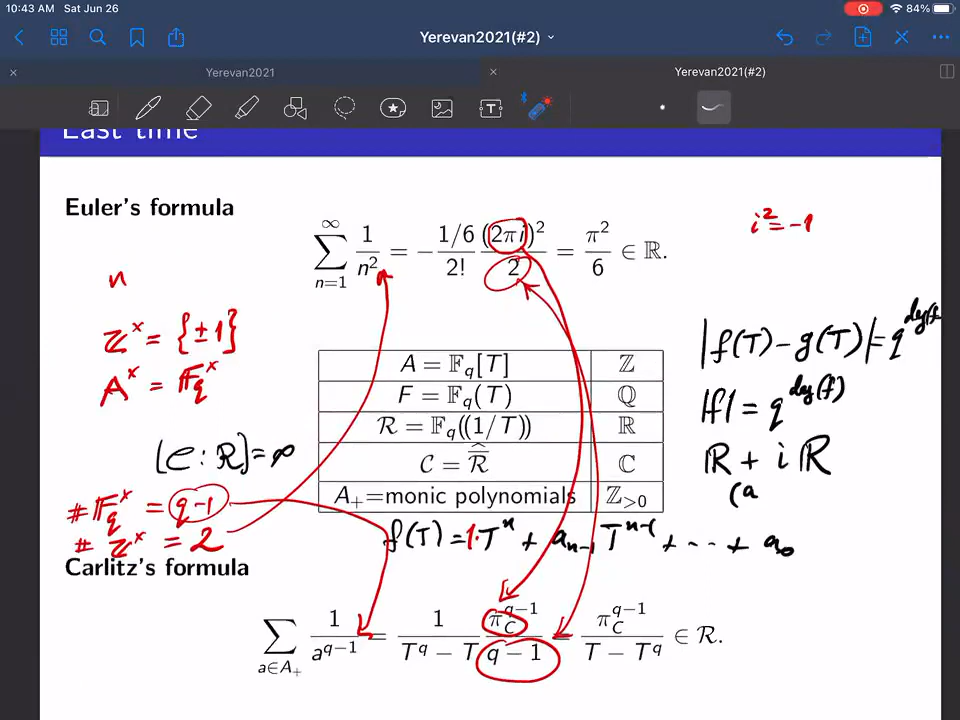 10:43 AM Sat Jun 26 84%
Yerevan2021(#2)
Yerevan2021 Yerevan2021(#2)
Last time
Euler's formula
i² = -1
∑_{n=1}^{∞} 1/n² = −(1/6)/2! (2πi)²/2 = π²/6 ∈ ℝ.
n
ℤ^× = {±1}
A^× = 𝔽_q^×
|f(T) - g(T)| = q^{deg(f
|f| = q^{deg(f)}
ℝ + iℝ
(a
A = 𝔽_q[T] ℤ
F = 𝔽_q(T) ℚ
ℛ = 𝔽_q((1/T)) ℝ
𝒞 = \widehat{\overline{ℛ}} ℂ
A_+=monic polynomials ℤ_{>0}
[𝒞 : ℛ] = ∞
# 𝔽_q^× = q-1
# ℤ^× = 2
f(T) = 1·T^n + a_{n-1} T^{n-1} + ... + a_0
Carlitz's formula
∑_{a∈A_+} 1/a^{q−1} = 1/(T^q − T) π_C^{q−1}/(q − 1) = π_C^{q−1}/(T − T^q) ∈ ℛ.